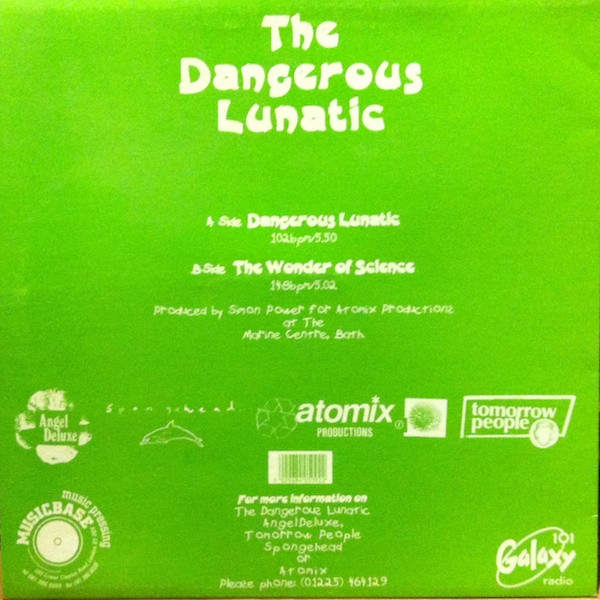 The
Dangerous
Lunatic
A Side Dangerous Lunatic
102bpm/5.50
B Side The Wonder of Science
148bpm/5.02
Produced by Simon Power for Atomix Productions
at The
Marine Centre, Bath.
Angel
Deluxe
Spongehead
atomix
PRODUCTIONS
tomorrow
people
MUSICBASE
music pressing
For more information on
The Dangerous Lunatic
AngelDeluxe,
Tomorrow People
Spongehead
or
Atomix
Please phone: (01225) 464129
101
Galaxy
radio